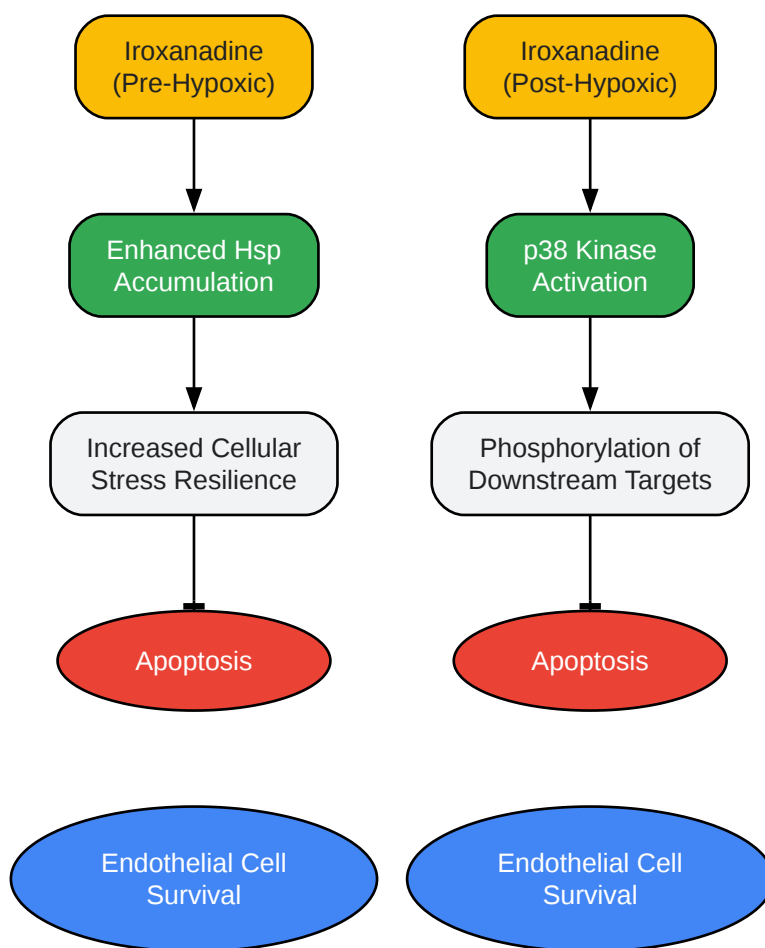 Iroxanadine
(Pre-Hypoxic)
Enhanced Hsp
Accumulation
Increased Cellular
Stress Resilience
Apoptosis
Endothelial Cell
Survival
Iroxanadine
(Post-Hypoxic)
p38 Kinase
Activation
Phosphorylation of
Downstream Targets
Apoptosis
Endothelial Cell
Survival